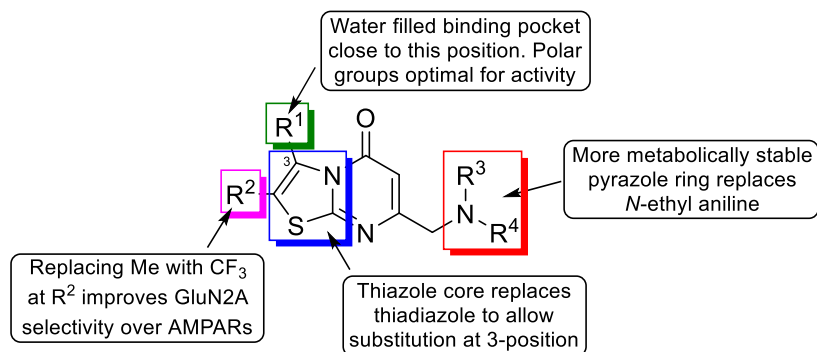 Water filled binding pocket
close to this position. Polar
groups optimal for activity
R¹
O
3
N
R²
S
N
R³
N
R⁴
More metabolically stable
pyrazole ring replaces
N-ethyl aniline
Replacing Me with CF₃
at R² improves GluN2A
selectivity over AMPARs
Thiazole core replaces
thiadiazole to allow
substitution at 3-position